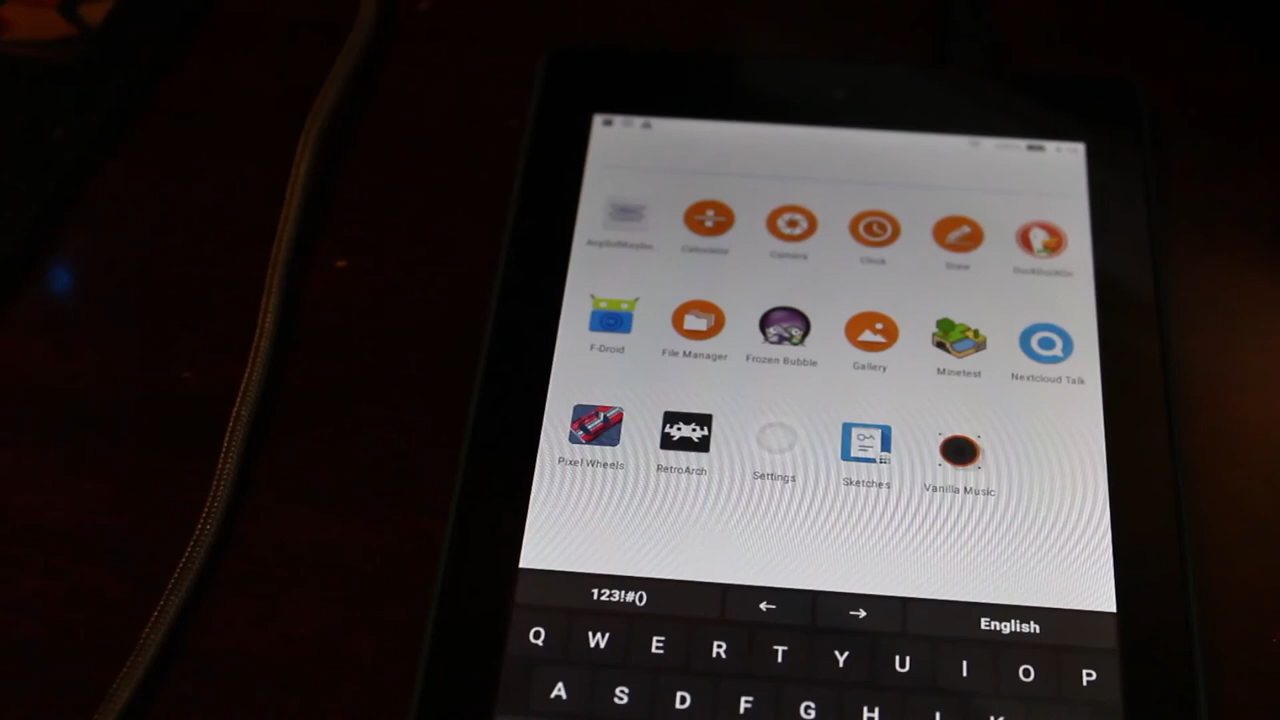 Calculator Camera Clock Draw DuckDuckGo
F-Droid File Manager Frozen Bubble Gallery Minetest Nextcloud Talk
Pixel Wheels RetroArch Settings Sketches Vanilla Music
123!#() ← → English
Q W E R T Y U I O P
A S D F G H